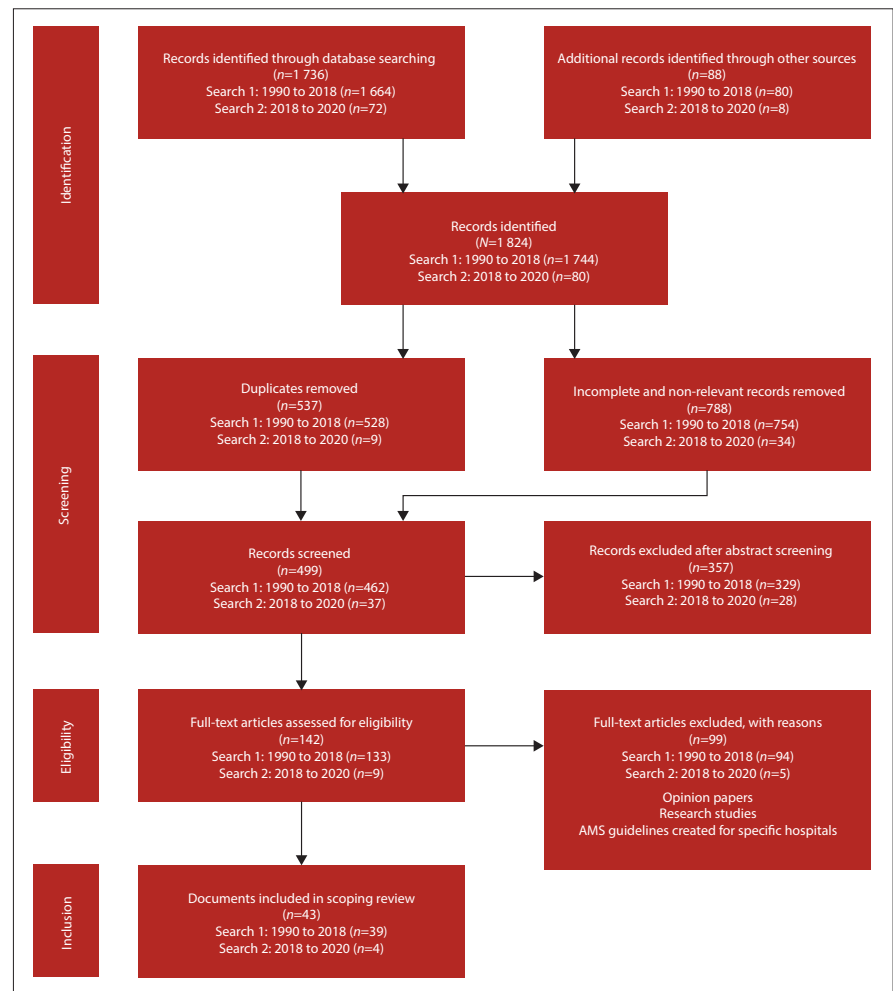 Identification
Records identified through database searching
(n=1 736)
Search 1: 1990 to 2018 (n=1 664)
Search 2: 2018 to 2020 (n=72)
Additional records identified through other sources
(n=88)
Search 1: 1990 to 2018 (n=80)
Search 2: 2018 to 2020 (n=8)
Records identified
(N=1 824)
Search 1: 1990 to 2018 (n=1 744)
Search 2: 2018 to 2020 (n=80)
Screening
Duplicates removed
(n=537)
Search 1: 1990 to 2018 (n=528)
Search 2: 2018 to 2020 (n=9)
Incomplete and non-relevant records removed
(n=788)
Search 1: 1990 to 2018 (n=754)
Search 2: 2018 to 2020 (n=34)
Records screened
(n=499)
Search 1: 1990 to 2018 (n=462)
Search 2: 2018 to 2020 (n=37)
Records excluded after abstract screening
(n=357)
Search 1: 1990 to 2018 (n=329)
Search 2: 2018 to 2020 (n=28)
Eligibility
Full-text articles assessed for eligibility
(n=142)
Search 1: 1990 to 2018 (n=133)
Search 2: 2018 to 2020 (n=9)
Full-text articles excluded, with reasons
(n=99)
Search 1: 1990 to 2018 (n=94)
Search 2: 2018 to 2020 (n=5)
Opinion papers
Research studies
AMS guidelines created for specific hospitals
Inclusion
Documents included in scoping review
(n=43)
Search 1: 1990 to 2018 (n=39)
Search 2: 2018 to 2020 (n=4)